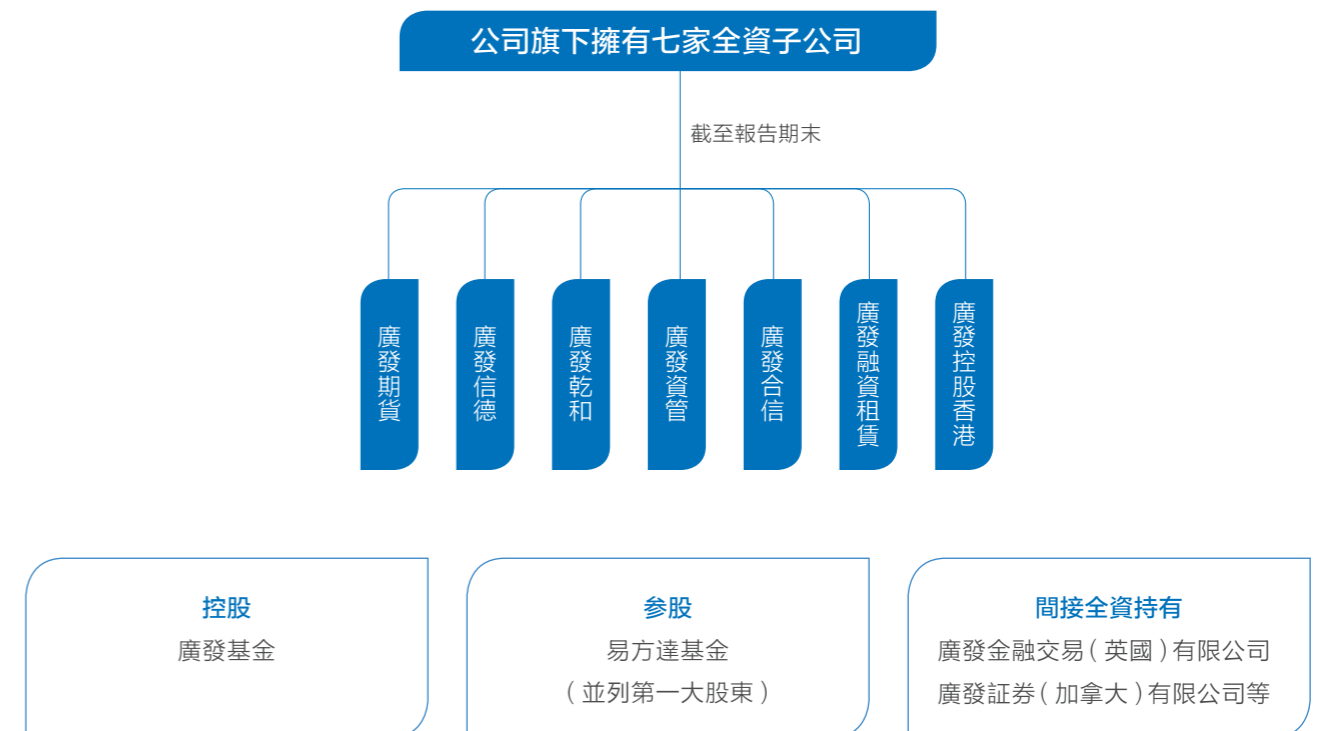 公司旗下擁有七家全資子公司
截至報告期末
廣發期貨
廣發信德
廣發乾和
廣發資管
廣發合信
廣發融資租賃
廣發控股香港
控股
廣發基金
参股
易方達基金
（並列第一大股東）
間接全資持有
廣發金融交易（英國）有限公司
廣發証券（加拿大）有限公司等